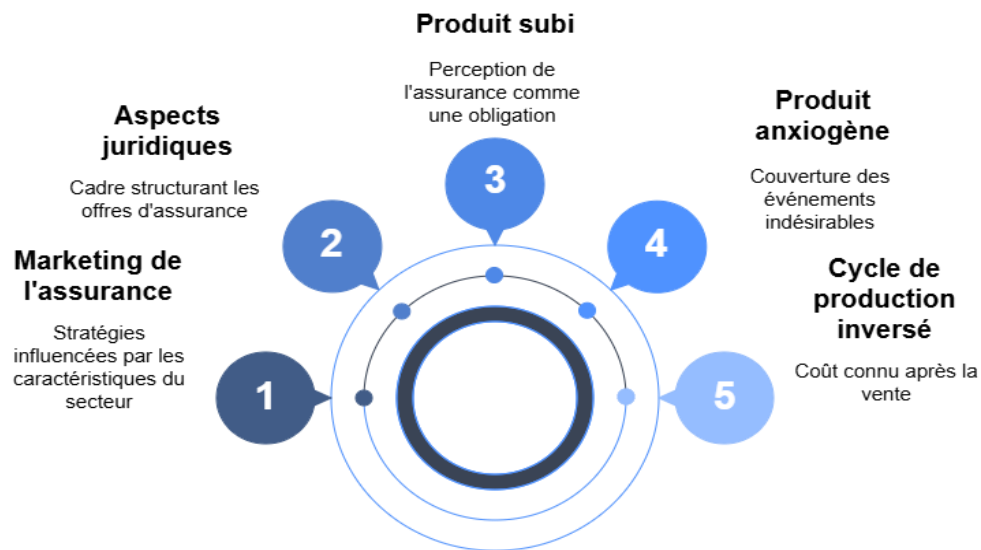 Marketing de
l'assurance
Stratégies
influencées par les
caractéristiques du
secteur
1
Aspects
juridiques
Cadre structurant les
offres d'assurance
2
Produit subi
Perception de
l'assurance comme
une obligation
3
Produit
anxiogène
Couverture des
événements
indésirables
4
Cycle de
production
inversé
Coût connu après la
vente
5